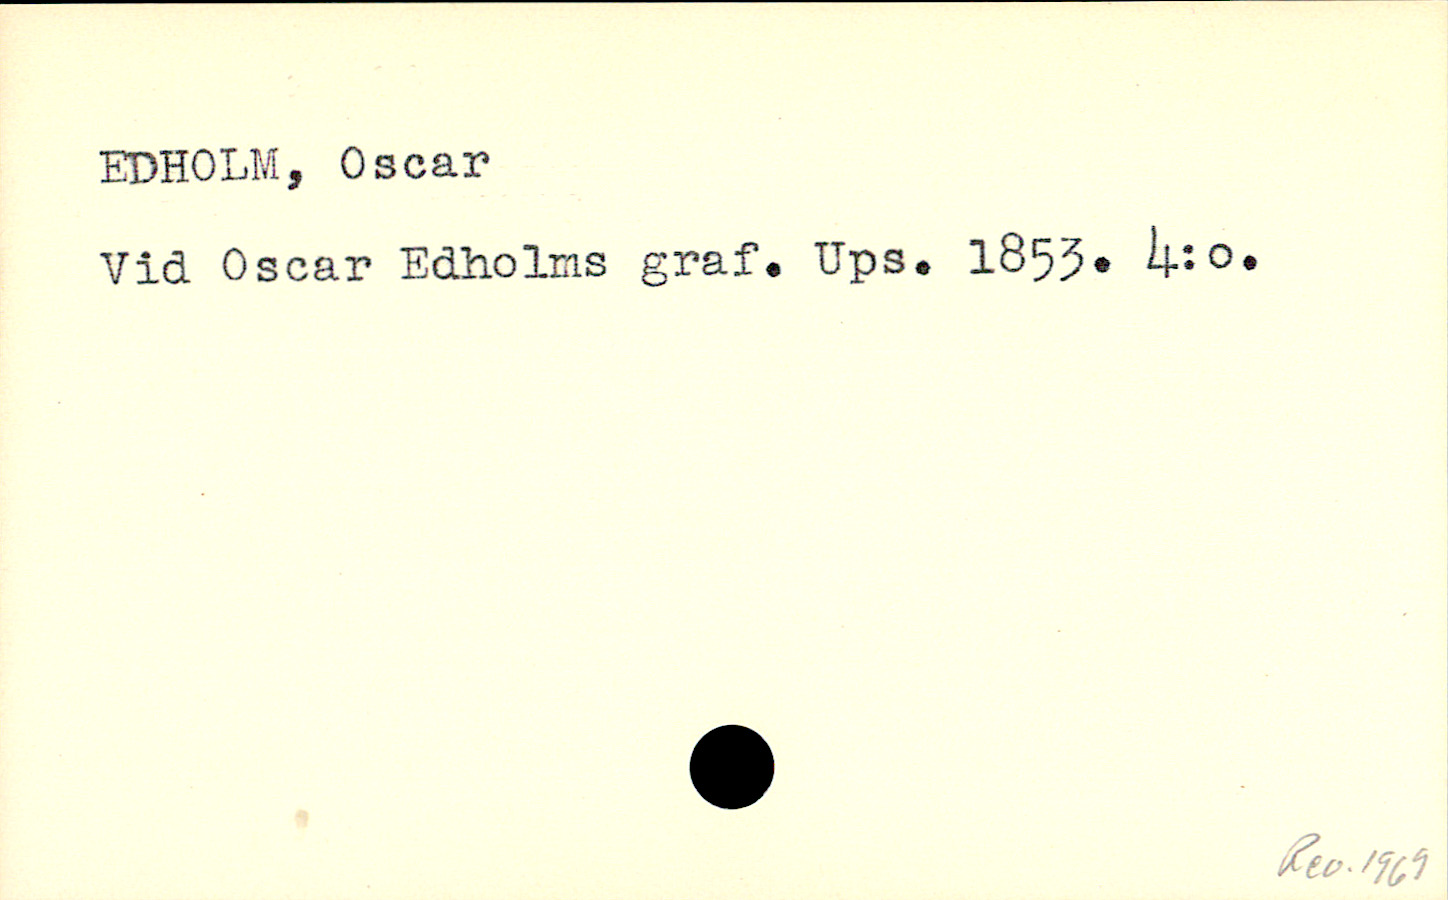 EDHOLM, Oscar
Vid Oscar Edholms graf. Ups. 1853. 4:o.
Rev. 1969